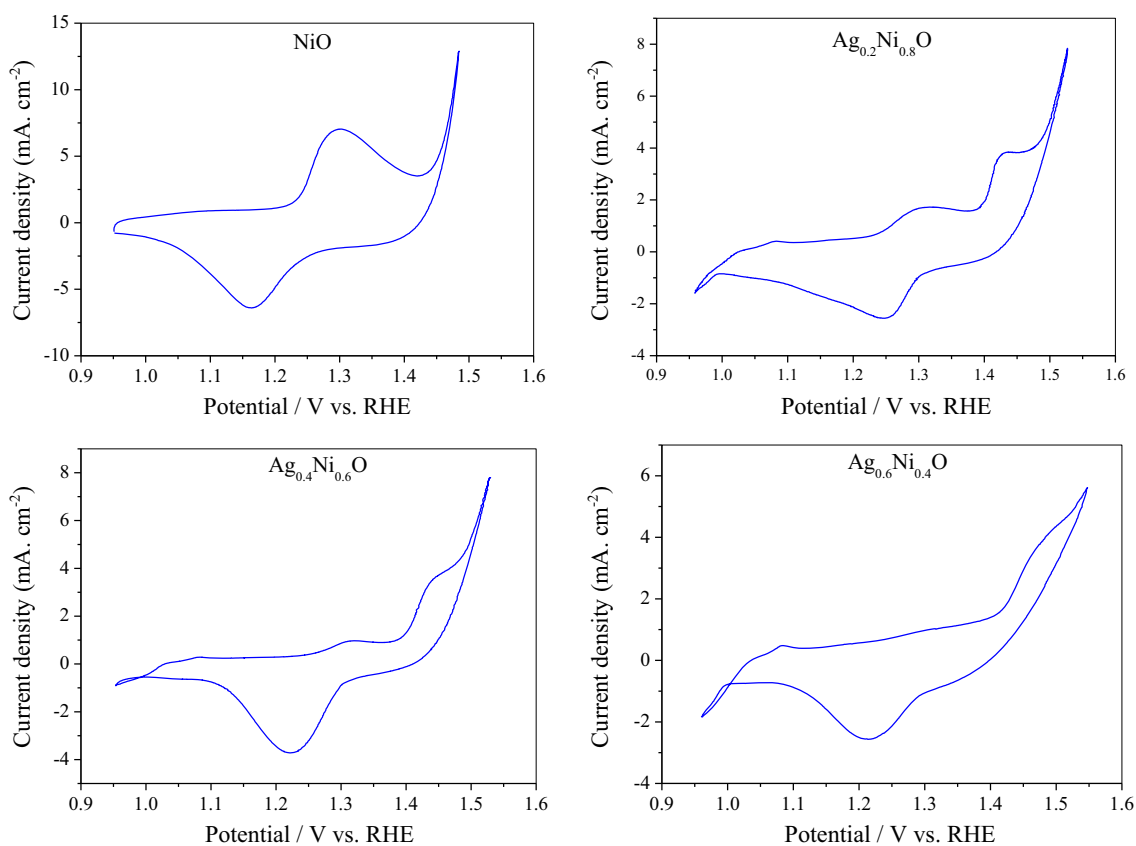 NiO
15
10
5
0
-5
-10
0.9 1.0 1.1 1.2 1.3 1.4 1.5 1.6
Current density (mA. cm⁻²)
Potential / V vs. RHE
Ag₀.₂Ni₀.₈O
8
6
4
2
0
-2
-4
0.9 1.0 1.1 1.2 1.3 1.4 1.5 1.6
Current density (mA. cm⁻²)
Potential / V vs. RHE
Ag₀.₄Ni₀.₆O
8
6
4
2
0
-2
-4
0.9 1.0 1.1 1.2 1.3 1.4 1.5 1.6
Current density (mA. cm⁻²)
Potential / V vs. RHE
Ag₀.₆Ni₀.₄O
6
4
2
0
-2
-4
0.9 1.0 1.1 1.2 1.3 1.4 1.5 1.6
Current density (mA. cm⁻²)
Potential / V vs. RHE